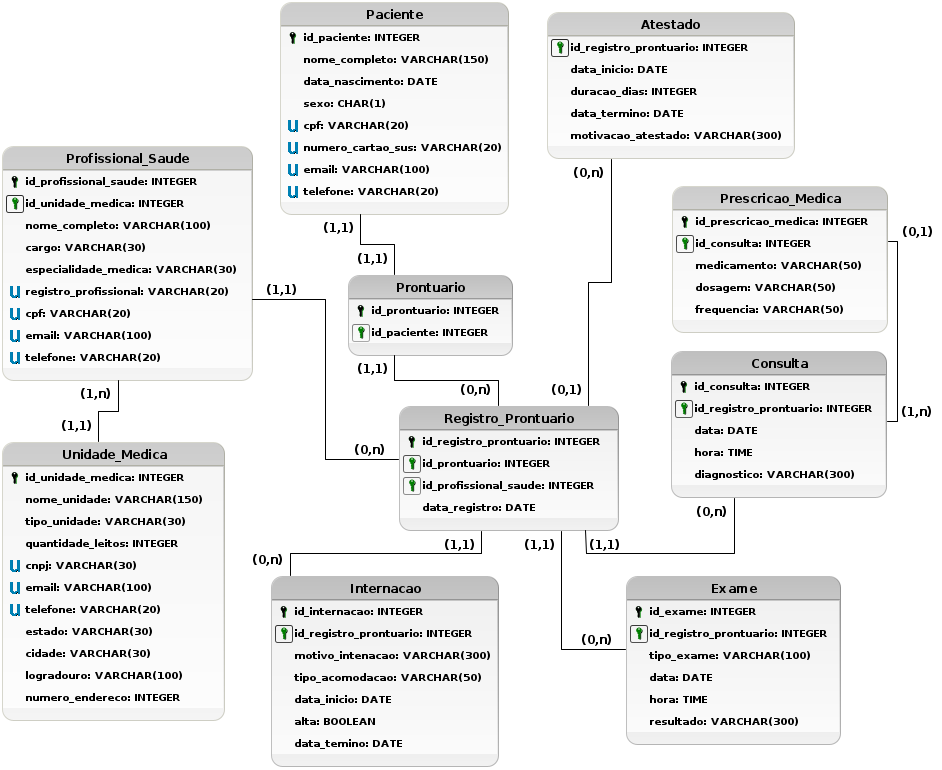 Paciente
id_paciente: INTEGER
nome_completo: VARCHAR(150)
data_nascimento: DATE
sexo: CHAR(1)
cpf: VARCHAR(20)
numero_cartao_sus: VARCHAR(20)
email: VARCHAR(100)
telefone: VARCHAR(20)
(1,1)
(1,1)
Atestado
id_registro_prontuario: INTEGER
data_inicio: DATE
duracao_dias: INTEGER
data_termino: DATE
motivacao_atestado: VARCHAR(300)
(0,n)
(0,1)
Profissional_Saude
id_profissional_saude: INTEGER
id_unidade_medica: INTEGER
nome_completo: VARCHAR(100)
cargo: VARCHAR(30)
especialidade_medica: VARCHAR(30)
registro_profissional: VARCHAR(20)
cpf: VARCHAR(20)
email: VARCHAR(100)
telefone: VARCHAR(20)
(1,1)
(0,n)
(1,n)
(1,1)
Prescricao_Medica
id_prescricao_medica: INTEGER
id_consulta: INTEGER
medicamento: VARCHAR(50)
dosagem: VARCHAR(50)
frequencia: VARCHAR(50)
(0,1)
(1,n)
Prontuario
id_prontuario: INTEGER
id_paciente: INTEGER
(1,1)
(0,n)
Consulta
id_consulta: INTEGER
id_registro_prontuario: INTEGER
data: DATE
hora: TIME
diagnostico: VARCHAR(300)
(0,n)
Registro_Prontuario
id_registro_prontuario: INTEGER
id_prontuario: INTEGER
id_profissional_saude: INTEGER
data_registro: DATE
(1,1)
(1,1)
(1,1)
(0,n)
(0,n)
Unidade_Medica
id_unidade_medica: INTEGER
nome_unidade: VARCHAR(150)
tipo_unidade: VARCHAR(30)
quantidade_leitos: INTEGER
cnpj: VARCHAR(30)
email: VARCHAR(100)
telefone: VARCHAR(20)
estado: VARCHAR(30)
cidade: VARCHAR(30)
logradouro: VARCHAR(100)
numero_endereco: INTEGER
Internacao
id_internacao: INTEGER
id_registro_prontuario: INTEGER
motivo_intenacao: VARCHAR(300)
tipo_acomodacao: VARCHAR(50)
data_inicio: DATE
alta: BOOLEAN
data_temino: DATE
Exame
id_exame: INTEGER
id_registro_prontuario: INTEGER
tipo_exame: VARCHAR(100)
data: DATE
hora: TIME
resultado: VARCHAR(300)